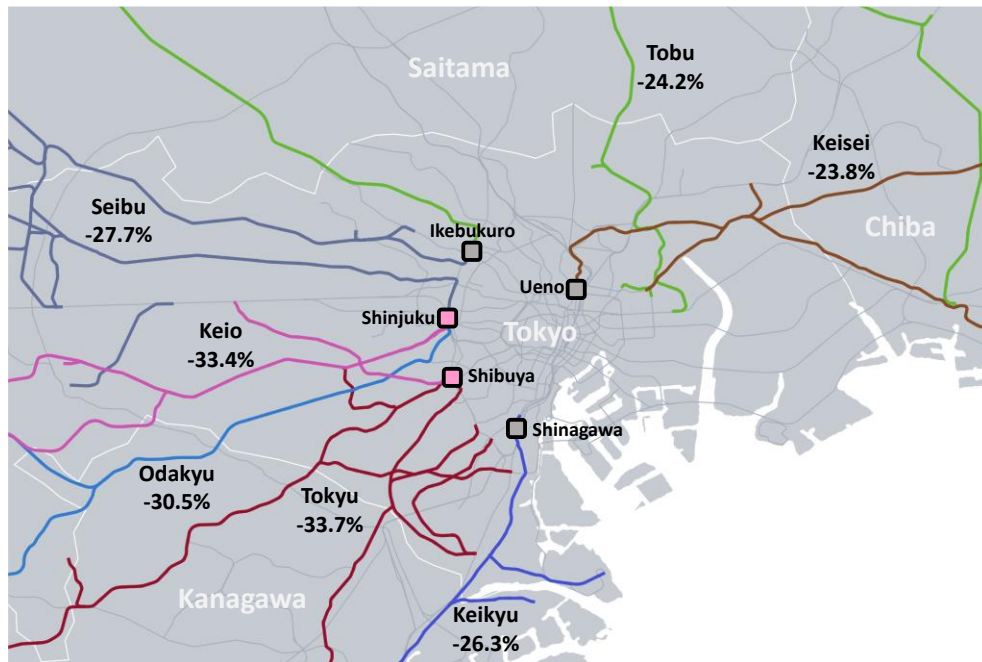 Saitama
Tobu
-24.2%
Keisei
-23.8%
Seibu
-27.7%
Chiba
Ikebukuro
Ueno
Shinjuku
Tokyo
Keio
-33.4%
Shibuya
Shinagawa
Odakyu
-30.5%
Tokyu
-33.7%
Kanagawa
Keikyu
-26.3%